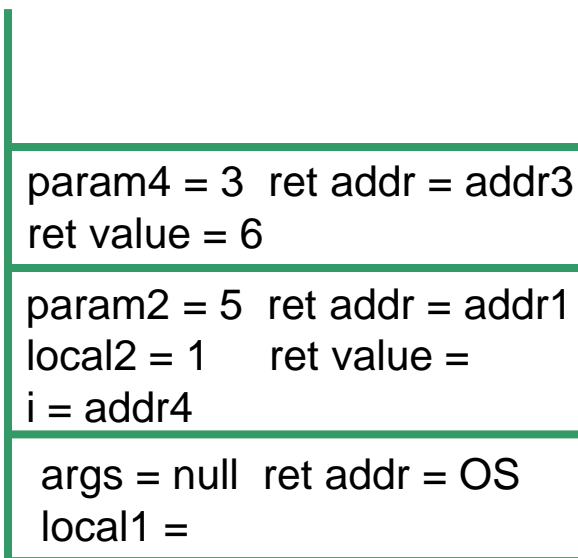 param4 = 3 ret addr = addr3
ret value = 6
param2 = 5 ret addr = addr1
local2 = 1 ret value =
i = addr4
args = null ret addr = OS
local1 =